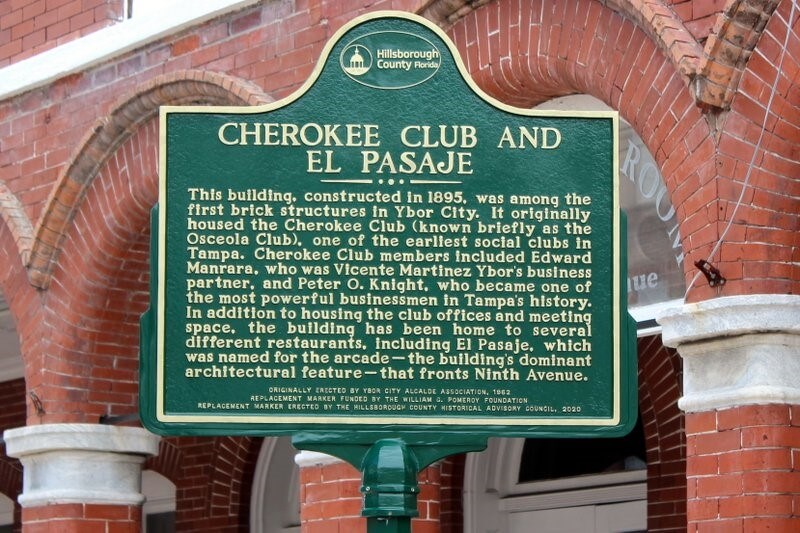 Hillsborough
County Florida
CHEROKEE CLUB AND
EL PASAJE
This building, constructed in 1895, was among the
first brick structures in Ybor City. It originally
housed the Cherokee Club (known briefly as the
Osceola Club), one of the earliest social clubs in
Tampa. Cherokee Club members included Edward
Manrara, who was Vicente Martinez Ybor's business
partner, and Peter O. Knight, who became one of
the most powerful businessmen in Tampa's history.
In addition to housing the club offices and meeting
space, the building has been home to several
different restaurants, including El Pasaje, which
was named for the arcade—the building's dominant
architectural feature—that fronts Ninth Avenue.
ORIGINALLY ERECTED BY YBOR CITY ALCALDE ASSOCIATION, 1962
REPLACEMENT MARKER FUNDED BY THE WILLIAM G. POMEROY FOUNDATION
REPLACEMENT MARKER ERECTED BY THE HILLSBOROUGH COUNTY HISTORICAL ADVISORY COUNCIL, 2020
ROOM